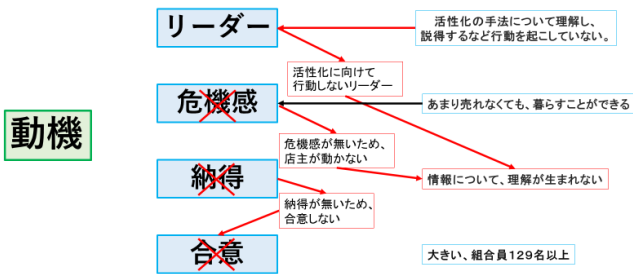 リーダー
活性化の手法について理解し、
説得するなど行動を起こしていない。
活性化に向けて
行動しないリーダー
危機感
あまり売れなくても、暮らすことができる
動機
危機感が無いため、
店主が動かない
納得
情報について、理解が生まれない
納得が無いため、
合意しない
合意
大きい、組合員129名以上